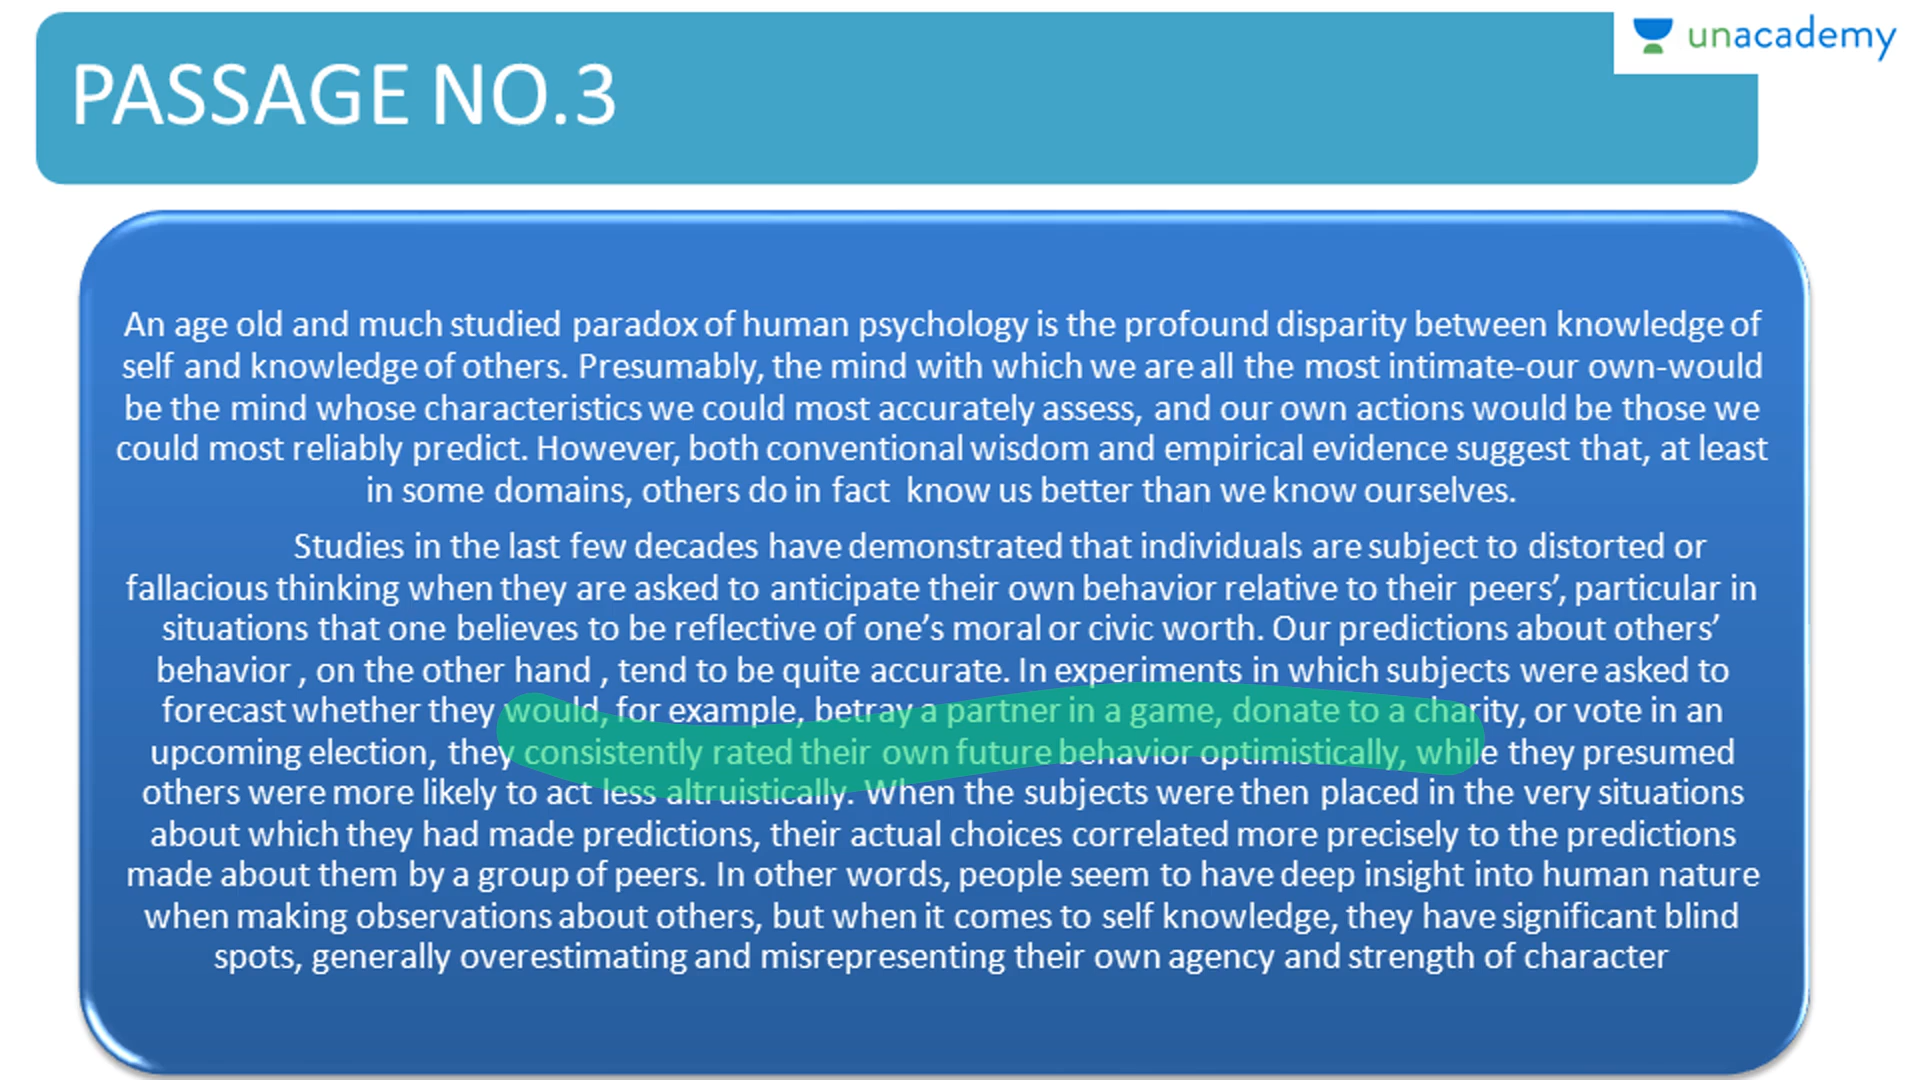 PASSAGE NO.3
unacademy
An age old and much studied paradox of human psychology is the profound disparity between knowledge of
self and knowledge of others. Presumably, the mind with which we are all the most intimate-our own-would
be the mind whose characteristics we could most accurately assess, and our own actions would be those we
could most reliably predict. However, both conventional wisdom and empirical evidence suggest that, at least
in some domains, others do in fact know us better than we know ourselves.
Studies in the last few decades have demonstrated that individuals are subject to distorted or
fallacious thinking when they are asked to anticipate their own behavior relative to their peers’, particular in
situations that one believes to be reflective of one’s moral or civic worth. Our predictions about others’
behavior , on the other hand , tend to be quite accurate. In experiments in which subjects were asked to
forecast whether they would, for example, betray a partner in a game, donate to a charity, or vote in an
upcoming election, they consistently rated their own future behavior optimistically, while they presumed
others were more likely to act less altruistically. When the subjects were then placed in the very situations
about which they had made predictions, their actual choices correlated more precisely to the predictions
made about them by a group of peers. In other words, people seem to have deep insight into human nature
when making observations about others, but when it comes to self knowledge, they have significant blind
spots, generally overestimating and misrepresenting their own agency and strength of character